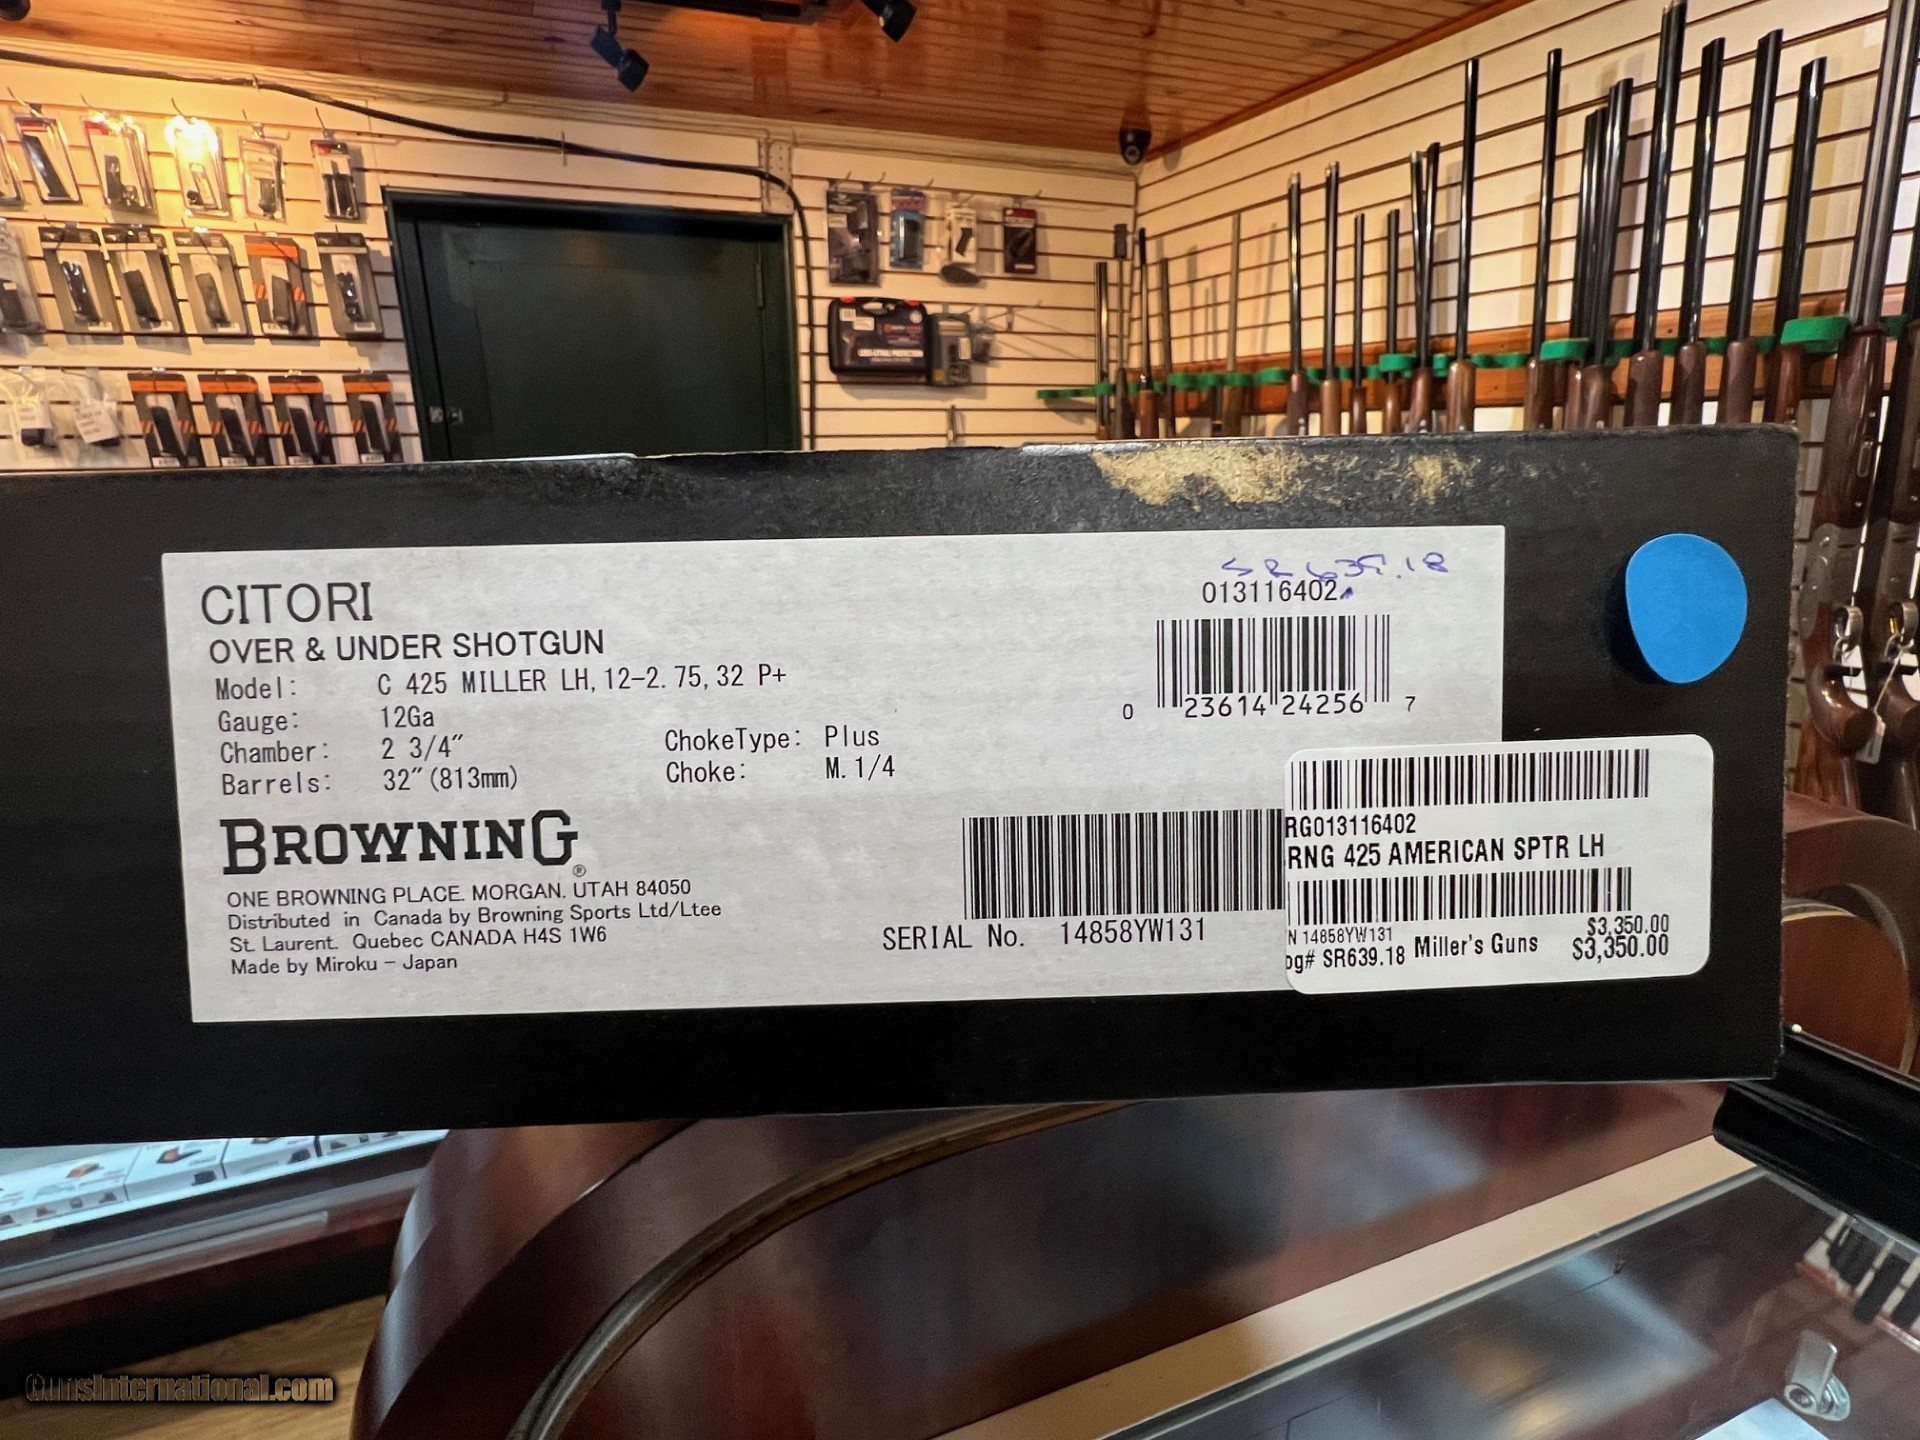 SR 639.18
CITORI
013116402
OVER & UNDER SHOTGUN
Model: C 425 MILLER LH, 12-2.75, 32 P+
Gauge: 12Ga
Chamber: 2 3/4″
Barrels: 32″(813mm)
ChokeType: Plus
Choke: M.1/4
0 23614 24256 7
BROWNING®
ONE BROWNING PLACE. MORGAN. UTAH 84050
Distributed in Canada by Browning Sports Ltd/Ltee
St. Laurent. Quebec CANADA H4S 1W6
Made by Miroku - Japan
SERIAL No. 14858YW131
RG013116402
RNG 425 AMERICAN SPTR LH
N 14858YW131
$3,350.00
og# SR639.18 Miller's Guns $3,350.00
GunsInternational.com